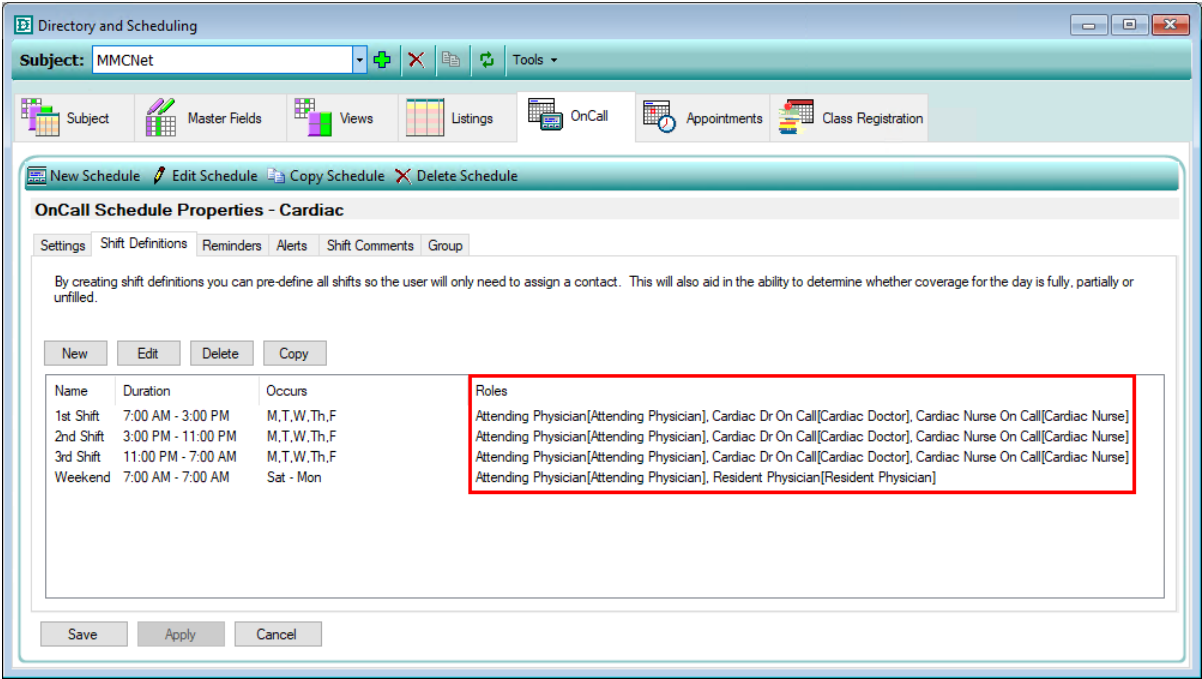 Directory and Scheduling
Subject: MMCNet Tools
Subject Master Fields Views Listings OnCall Appointments Class Registration
New Schedule Edit Schedule Copy Schedule Delete Schedule
OnCall Schedule Properties - Cardiac
Settings Shift Definitions Reminders Alerts Shift Comments Group
By creating shift definitions you can pre-define all shifts so the user will only need to assign a contact. This will also aid in the ability to determine whether coverage for the day is fully, partially or
unfilled.
New Edit Delete Copy
Name Duration Occurs Roles
1st Shift 7:00 AM - 3:00 PM M,T,W,Th,F Attending Physician[Attending Physician], Cardiac Dr On Call[Cardiac Doctor], Cardiac Nurse On Call[Cardiac Nurse]
2nd Shift 3:00 PM - 11:00 PM M,T,W,Th,F Attending Physician[Attending Physician], Cardiac Dr On Call[Cardiac Doctor], Cardiac Nurse On Call[Cardiac Nurse]
3rd Shift 11:00 PM - 7:00 AM M,T,W,Th,F Attending Physician[Attending Physician], Cardiac Dr On Call[Cardiac Doctor], Cardiac Nurse On Call[Cardiac Nurse]
Weekend 7:00 AM - 7:00 AM Sat - Mon Attending Physician[Attending Physician], Resident Physician[Resident Physician]
Save Apply Cancel